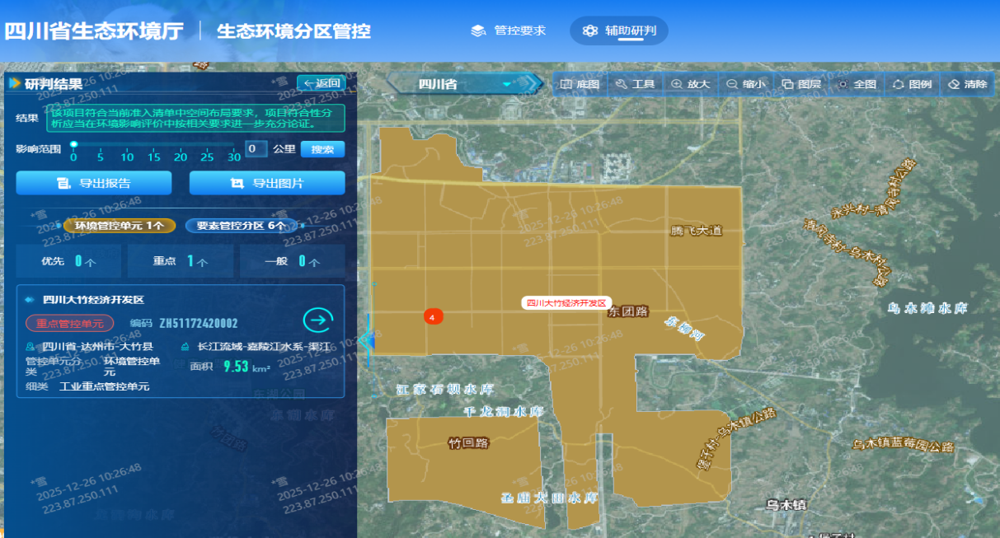 四川省生态环境厅
生态环境分区管控
管控要求
辅助研判
研判结果
返回
四川省
底图
工具
放大
缩小
图层
全图
图例
清除
结果
该项目符合当前准入清单中空间布局要求，项目符合性分
析应当在环境影响评价中按相关要求进一步充分论证。
影响范围
0 5 10 15 20 25 30
0
公里
搜索
导出报告
导出图片
环境管控单元 1个
要素管控分区 6个
优先 0个
重点 1个
一般 0个
四川大竹经济开发区
重点管控单元
编码 ZH51172420002
四川省-达州市-大竹县
长江流域-嘉陵江水系-渠江
管控单元分
类
环境管控单
元
面积 9.53 km²
细类 工业重点管控单元
东湖公园
腾飞大道
四川大竹经济开发区
4
东团路
东柳河
江家石坝水库
干龙洞水库
竹回路
圣庙大田水库
堡子村-乌木镇公路
乌木镇蓝莓园公路
乌木镇
乌木滩水库
永兴村-清风寺村公路
清风寺村-乌木村公路
*雪
2025-12-26 10:26:48
223.87.250.111